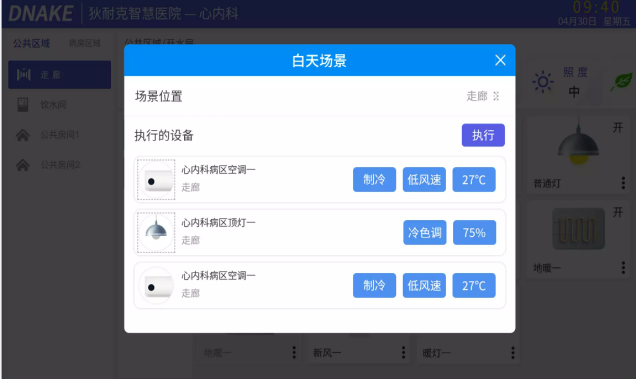 DNAKE 狄耐克智慧医院 — 心内科
09:40
04月30日 星期五
公共区域 病房区域
公共区域/开水房
走廊
饮水间
公共房间1
公共房间2
照度
中
白天场景
场景位置
走廊
执行的设备
执行
心内科病区空调一
走廊
制冷 低风速 27℃
心内科病区顶灯一
走廊
冷色调 75%
心内科病区空调一
走廊
制冷 低风速 27℃
开
普通灯
开
地暖一
地暖一
新风一
暖灯一